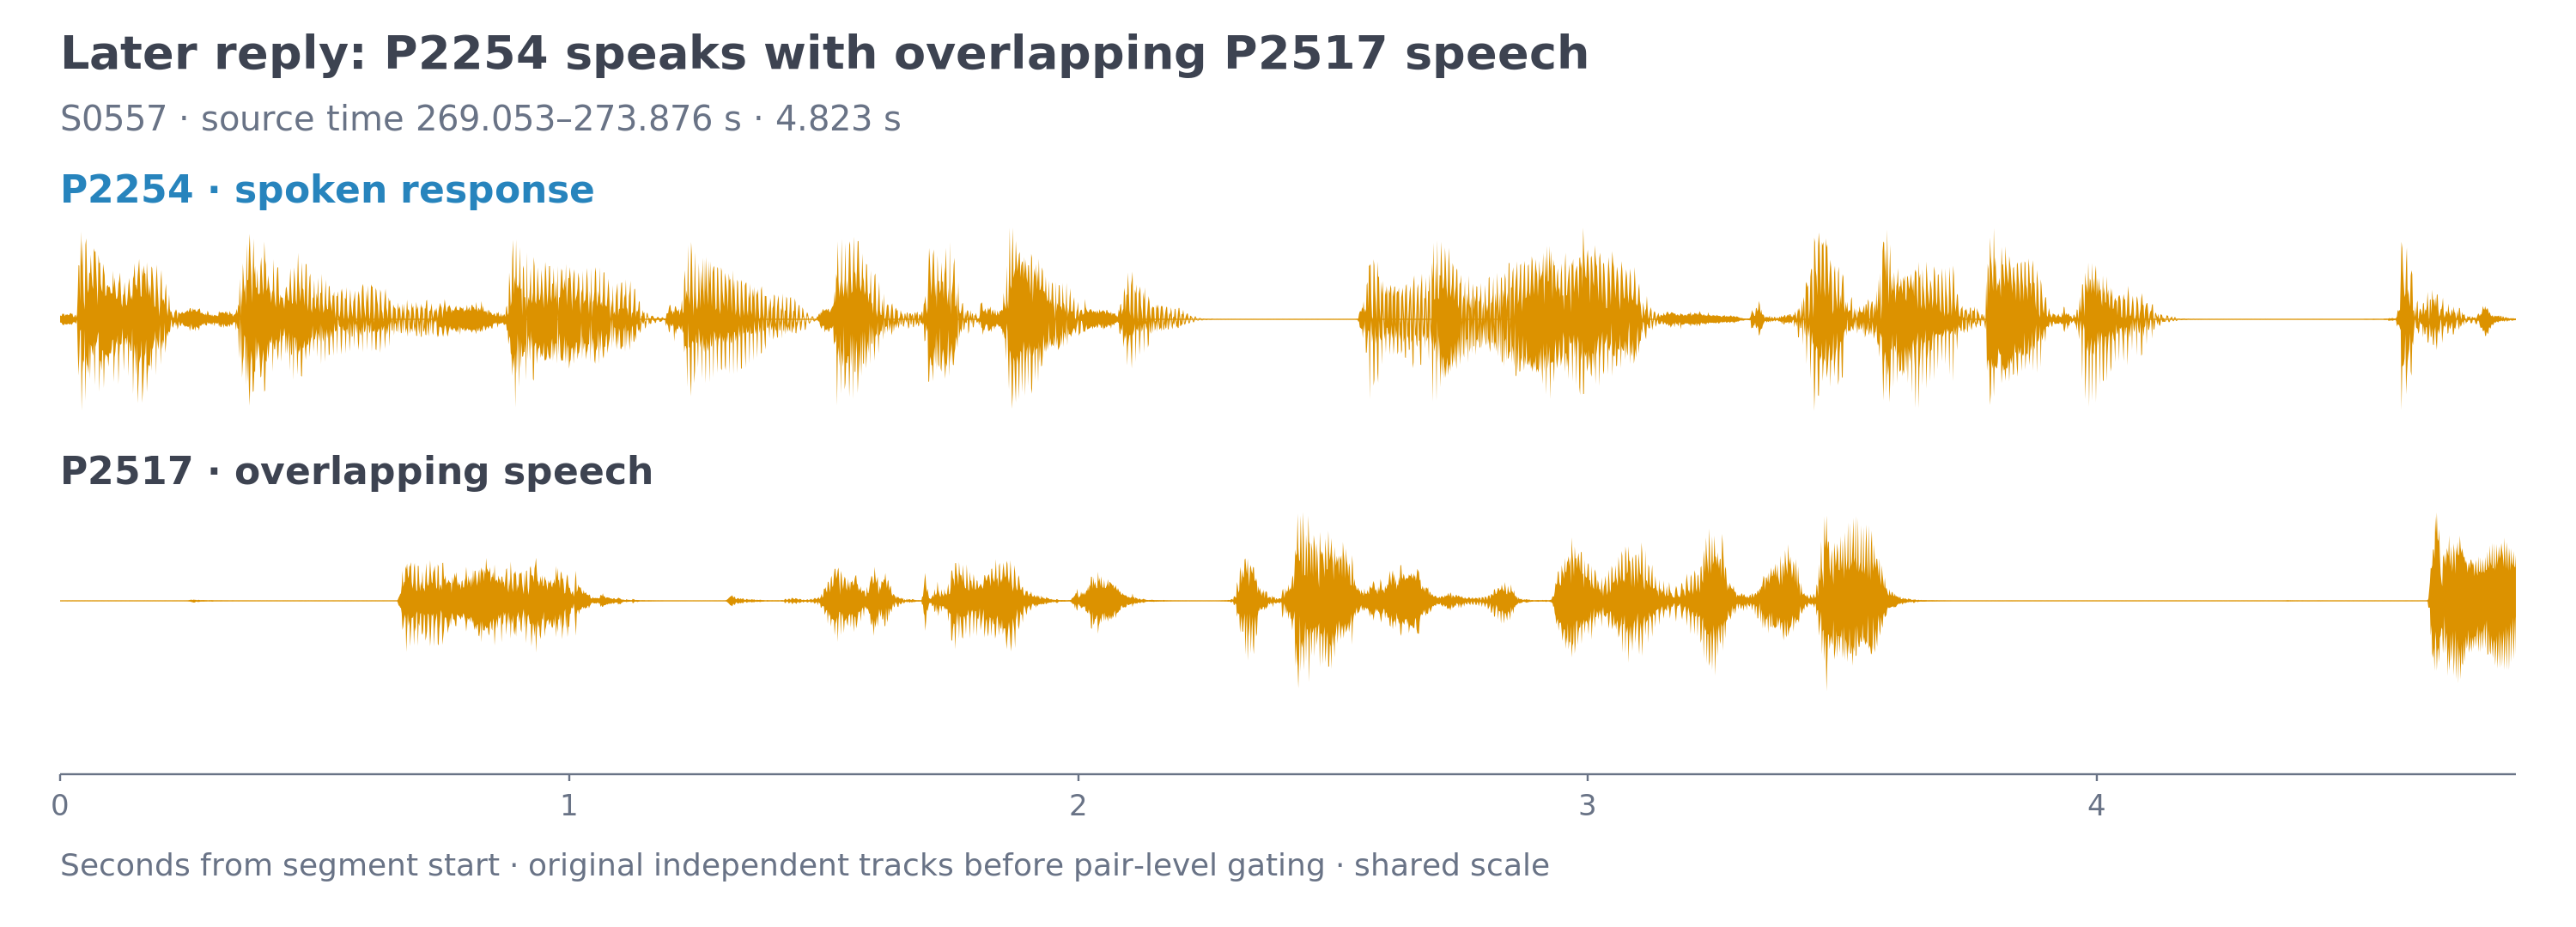 Later reply: P2254 speaks with overlapping P2517 speech
S0557 · source time 269.053–273.876 s · 4.823 s
P2254 · spoken response
P2517 · overlapping speech
0 1 2 3 4
Seconds from segment start · original independent tracks before pair-level gating · shared scale